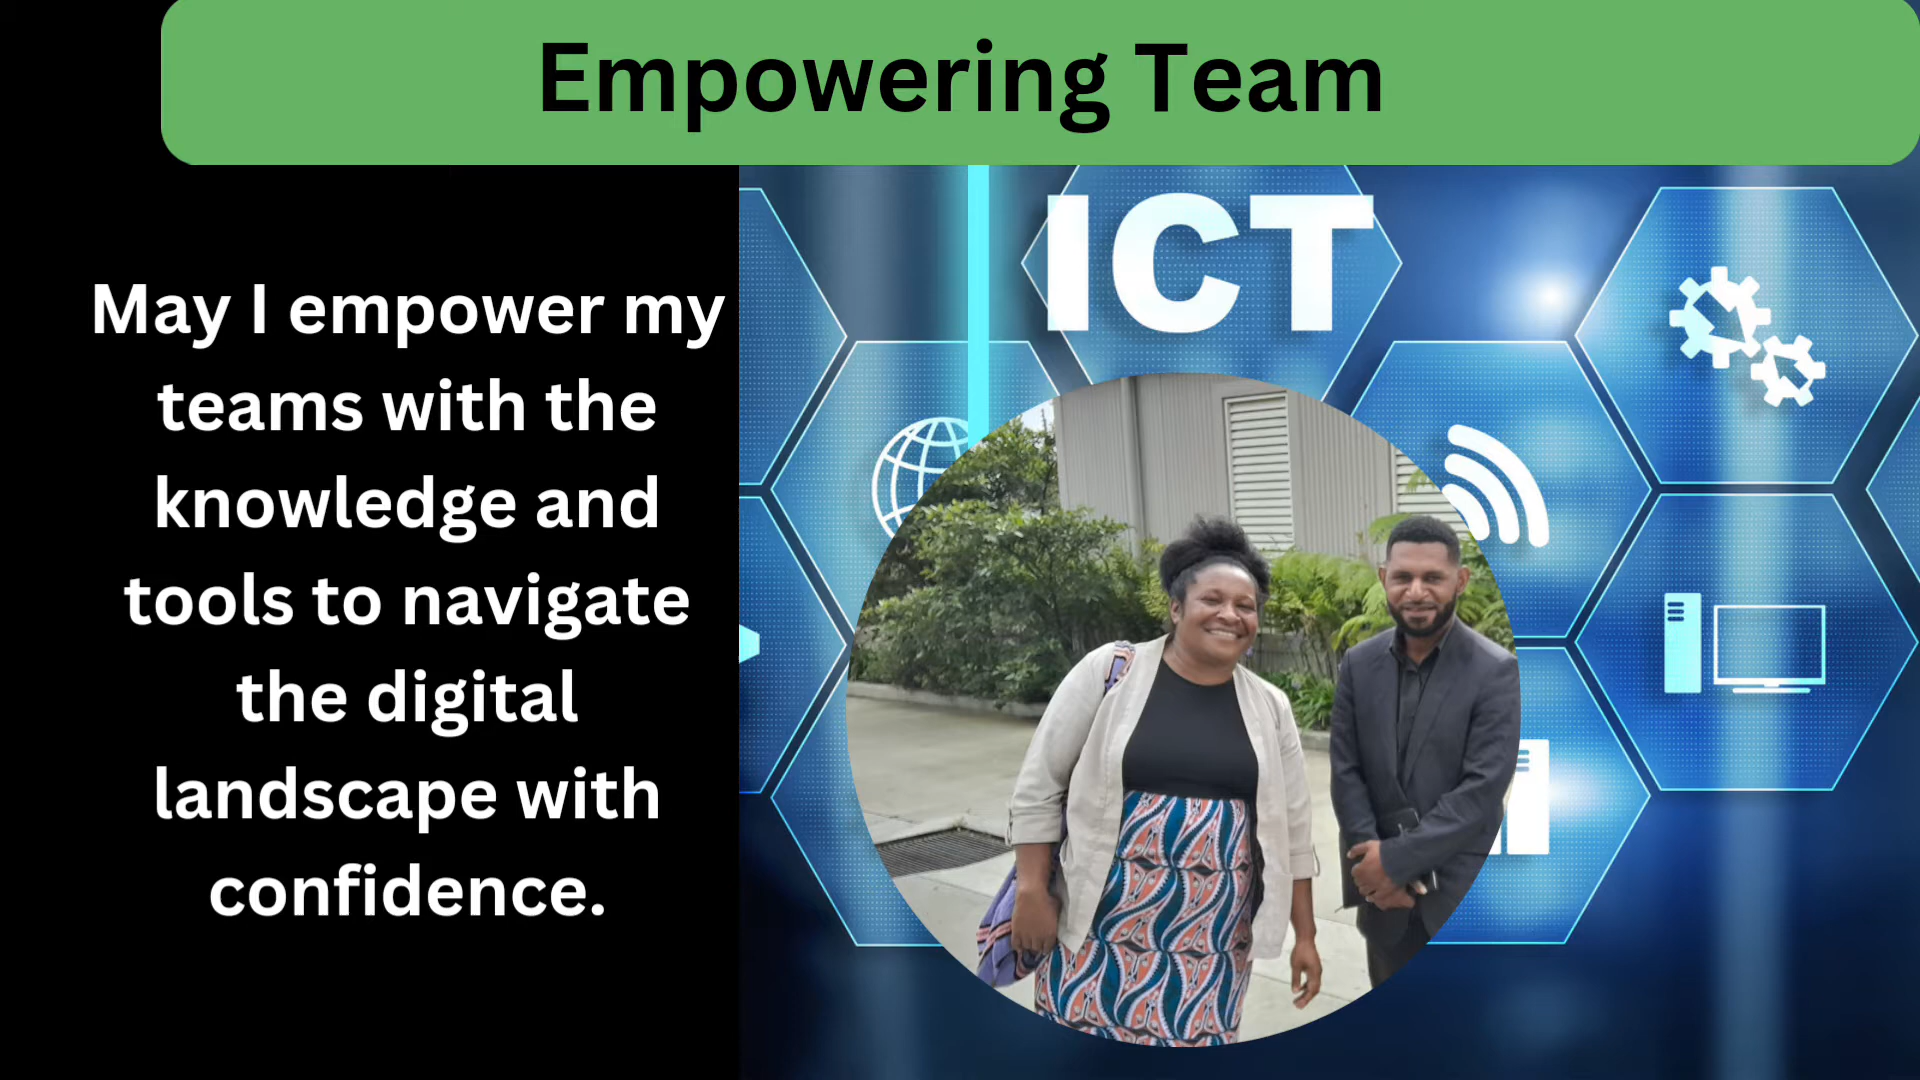 Empowering Team
May I empower my
teams with the
knowledge and
tools to navigate
the digital
landscape with
confidence.
ICT